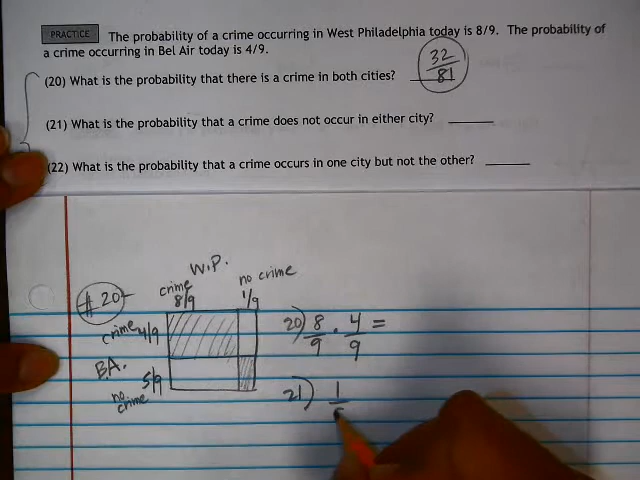 PRACTICE The probability of a crime occurring in West Philadelphia today is 8/9. The probability of
a crime occurring in Bel Air today is 4/9.
(20) What is the probability that there is a crime in both cities? 32/81
(21) What is the probability that a crime does not occur in either city? ______
(22) What is the probability that a crime occurs in one city but not the other? ______
W.P.
crime no crime
#20 8/9 1/9
crime 4/9 20) 8/9 · 4/9 =
B.A.
5/9 21) 1
no
crime